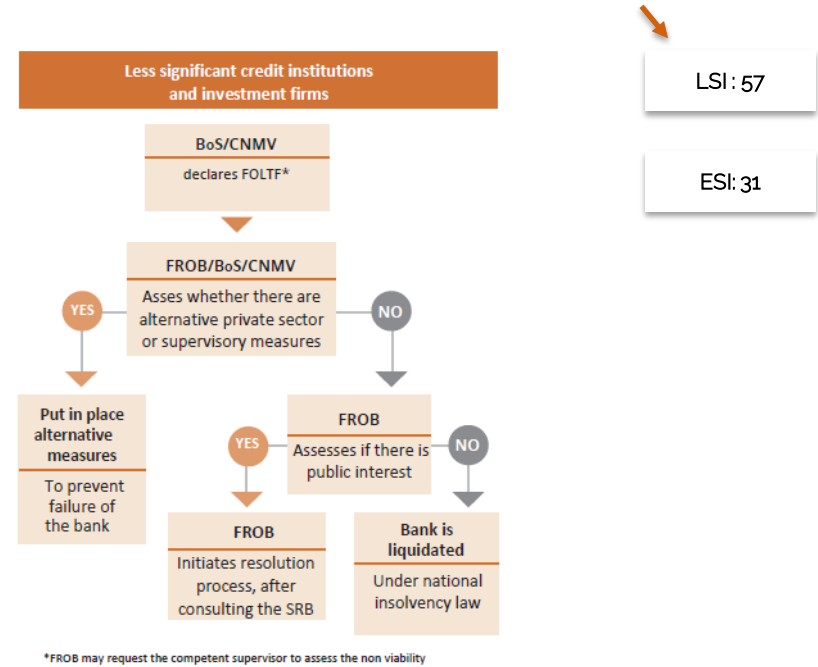 Less significant credit institutions
and investment firms
LSI : 57
ESI: 31
BoS/CNMV
declares FOLTF*
FROB/BoS/CNMV
Asses whether there are
alternative private sector
or supervisory measures
YES
NO
Put in place
alternative
measures
To prevent
failure of
the bank
FROB
Assesses if there is
public interest
YES
NO
FROB
Initiates resolution
process, after
consulting the SRB
Bank is
liquidated
Under national
insolvency law
*FROB may request the competent supervisor to assess the non viability